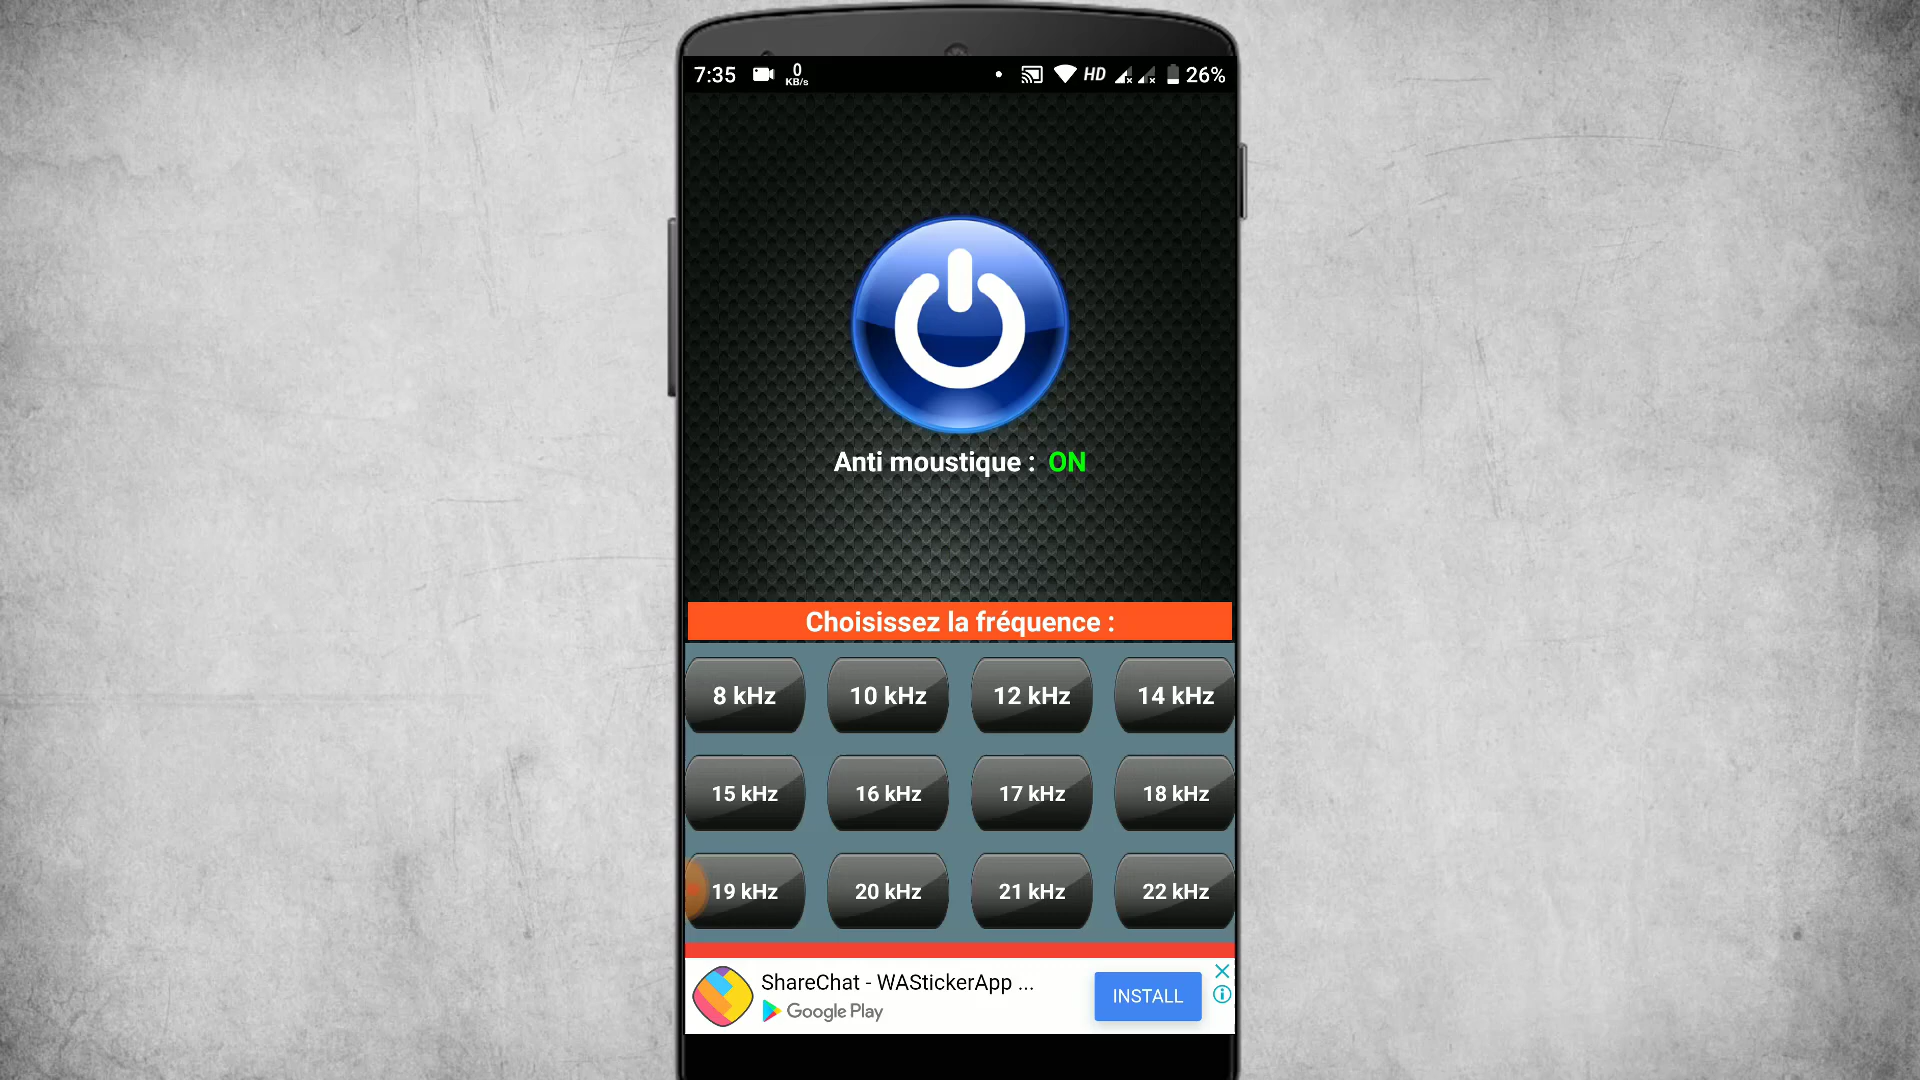 7:35 0 KB/s HD 26%
Anti moustique : ON
Choisissez la fréquence :
8 kHz 10 kHz 12 kHz 14 kHz
15 kHz 16 kHz 17 kHz 18 kHz
19 kHz 20 kHz 21 kHz 22 kHz
ShareChat - WAStickerApp ...
Google Play
INSTALL